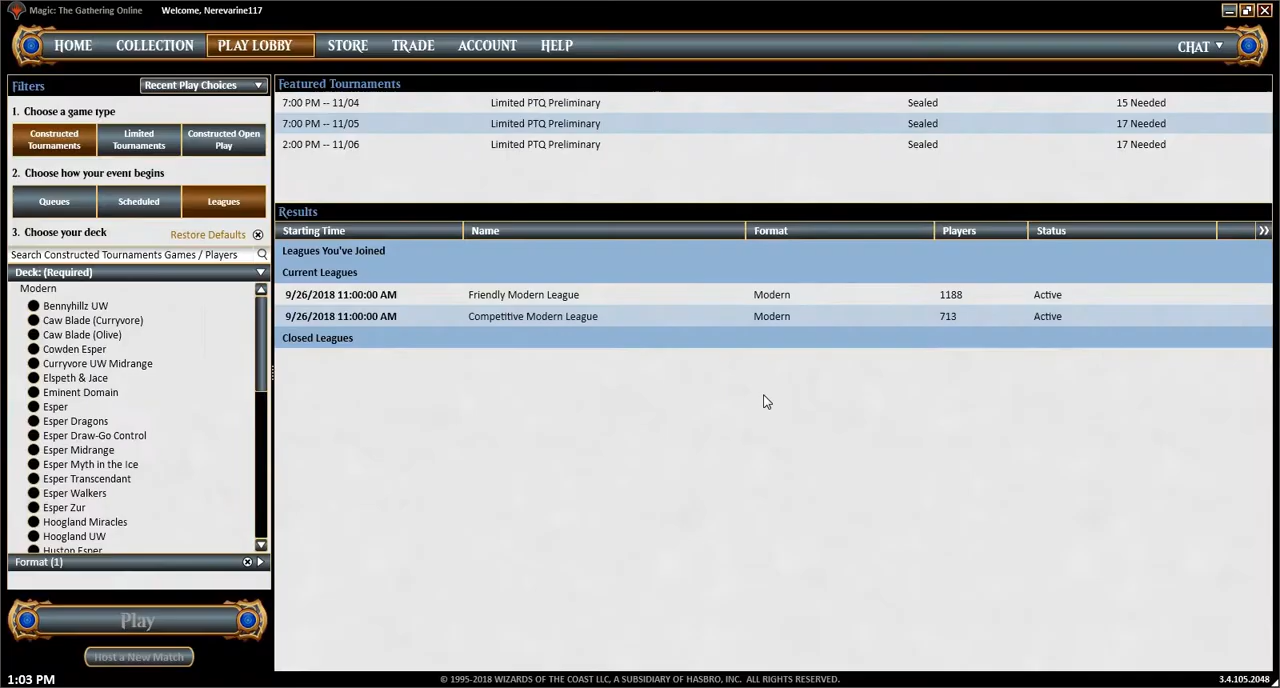 Magic: The Gathering Online Welcome, Nerevarine117
HOME COLLECTION PLAY LOBBY STORE TRADE ACCOUNT HELP CHAT
Filters Recent Play Choices
1. Choose a game type
Constructed Tournaments Limited Tournaments Constructed Open Play
2. Choose how your event begins
Queues Scheduled Leagues
3. Choose your deck Restore Defaults
Search Constructed Tournaments Games / Players
Deck: (Required)
Modern
Bennyhillz UW
Caw Blade (Curryvore)
Caw Blade (Olive)
Cowden Esper
Curryvore UW Midrange
Elspeth & Jace
Eminent Domain
Esper
Esper Dragons
Esper Draw-Go Control
Esper Midrange
Esper Myth in the Ice
Esper Transcendant
Esper Walkers
Esper Zur
Hoogland Miracles
Hoogland UW
Huston Esper
Format (1)
Play
Host a New Match
1:03 PM
Featured Tournaments
7:00 PM -- 11/04 Limited PTQ Preliminary Sealed 15 Needed
7:00 PM -- 11/05 Limited PTQ Preliminary Sealed 17 Needed
2:00 PM -- 11/06 Limited PTQ Preliminary Sealed 17 Needed
Results
Starting Time Name Format Players Status
Leagues You've Joined
Current Leagues
9/26/2018 11:00:00 AM Friendly Modern League Modern 1188 Active
9/26/2018 11:00:00 AM Competitive Modern League Modern 713 Active
Closed Leagues
© 1995-2018 WIZARDS OF THE COAST LLC, A SUBSIDIARY OF HASBRO, INC. ALL RIGHTS RESERVED.
3.4.105.2048